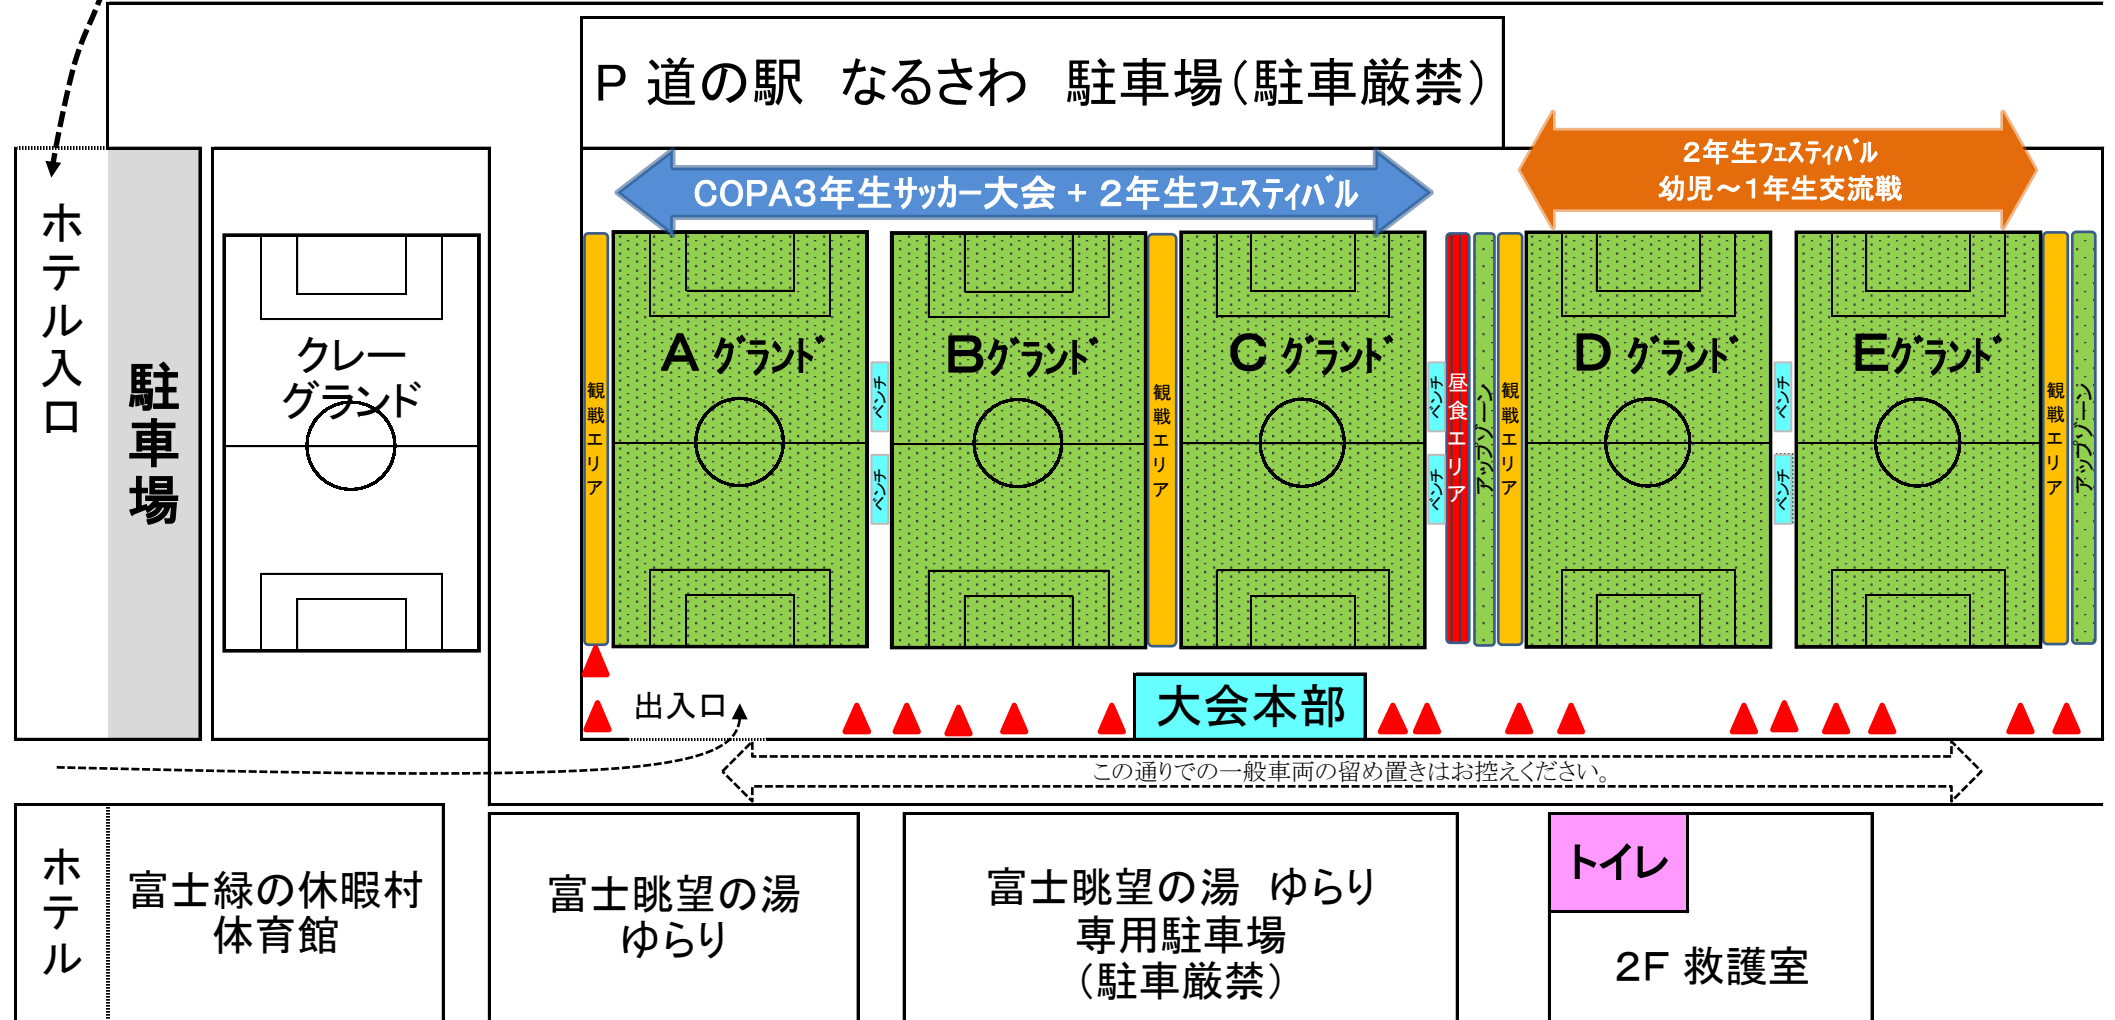 P 道の駅　なるさわ　駐車場（駐車厳禁）
COPA3年生サッカー大会 + 2年生フェスティバル
2年生フェスティバル
幼児～1年生交流戦
ホテル入口
駐車場
クレー
グランド
観戦エリア
A グランド
ベンチ
ベンチ
Bグランド
観戦エリア
C グランド
ベンチ
ベンチ
昼食エリア
アップゾーン
観戦エリア
D グランド
ベンチ
ベンチ
Eグランド
観戦エリア
アップゾーン
出入口
大会本部
この通りでの一般車両の留め置きはお控えください。
ホテル
富士緑の休暇村
体育館
富士眺望の湯
ゆらり
富士眺望の湯　ゆらり
専用駐車場
（駐車厳禁）
トイレ
2F 救護室